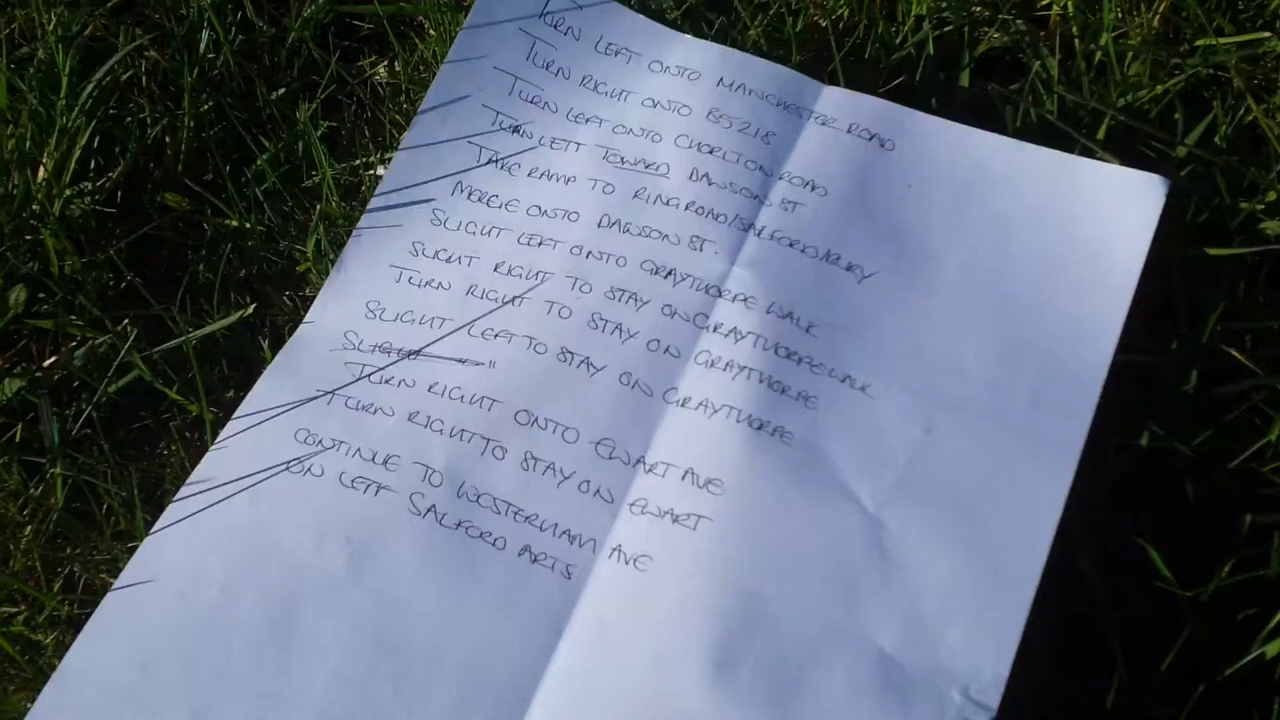 TURN LEFT ONTO MANCHESTER ROAD
TURN RIGHT ONTO B5218
TURN LEFT ONTO CHORLTON ROAD
TURN LEFT TOWARD DAWSON ST
TAKE RAMP TO RING ROAD/SALFORD/BURY
MERGE ONTO DAWSON ST.
SLIGHT LEFT ONTO GRAYTHORPE WALK
SLIGHT RIGHT TO STAY ON GRAYTHORPE WALK
TURN RIGHT TO STAY ON GRAYTHORPE
SLIGHT LEFT TO STAY ON GRAYTHORPE
"
TURN RIGHT ONTO EWART AVE
TURN RIGHT TO STAY ON EWART
CONTINUE TO WESTERHAM AVE
ON LEFT SALFORD ARTS